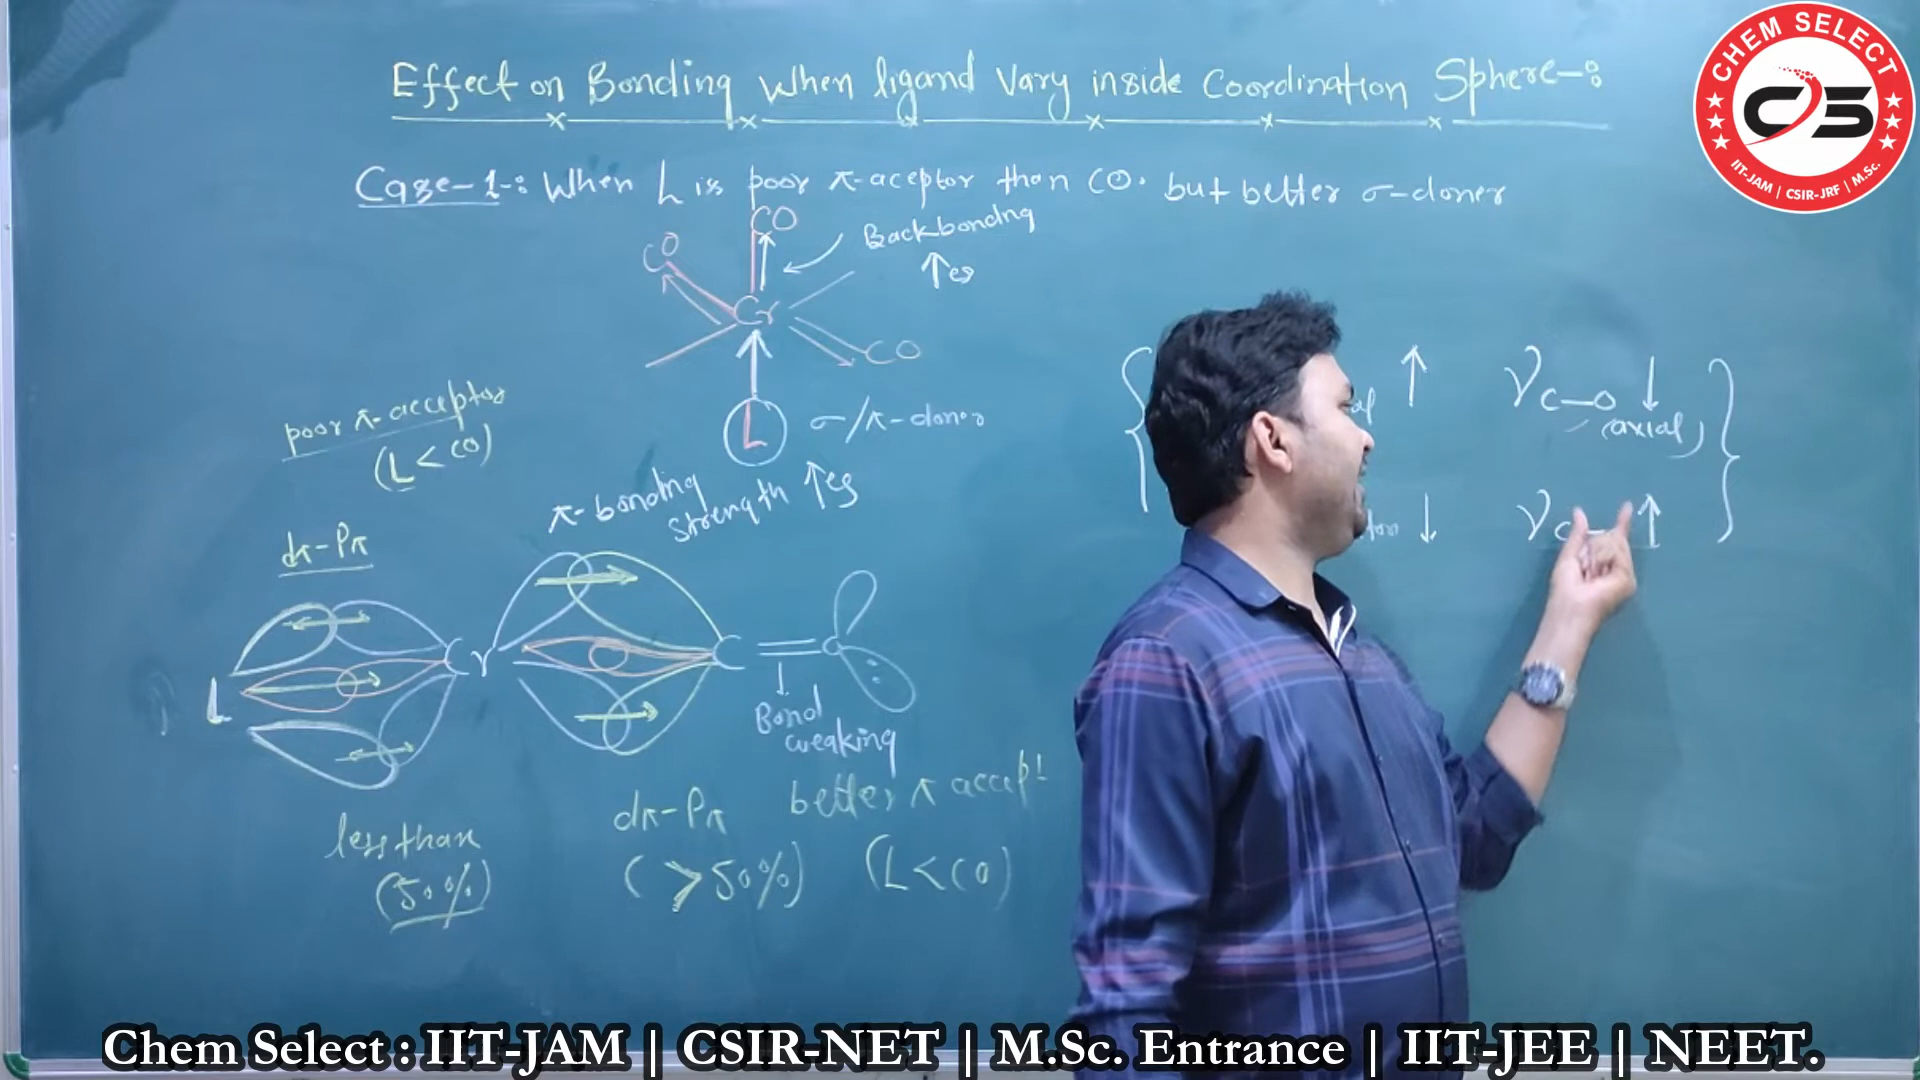 Effect on Bonding When ligand Vary inside Coordination Sphere-:
Case-1-: When L is poor π-aceptor than CO. but better σ-doner
CO
CO
Backbonding
↑es
Cr
CO
L
σ/π-doner
poor π-acceptor
(L < CO)
π-bonding
strength ↑es
dπ-Pπ
L
Cr
C
Bond
weaking
less than
(50%)
dπ-Pπ
(>50%)
better π accep!
(L < CO)
↑
ν C-O ↓
(axial)
↓
ν C- ↑
CHEM SELECT
CS
IIT-JAM | CSIR-JRF | M.Sc.
Chem Select : IIT-JAM | CSIR-NET | M.Sc. Entrance | IIT-JEE | NEET.